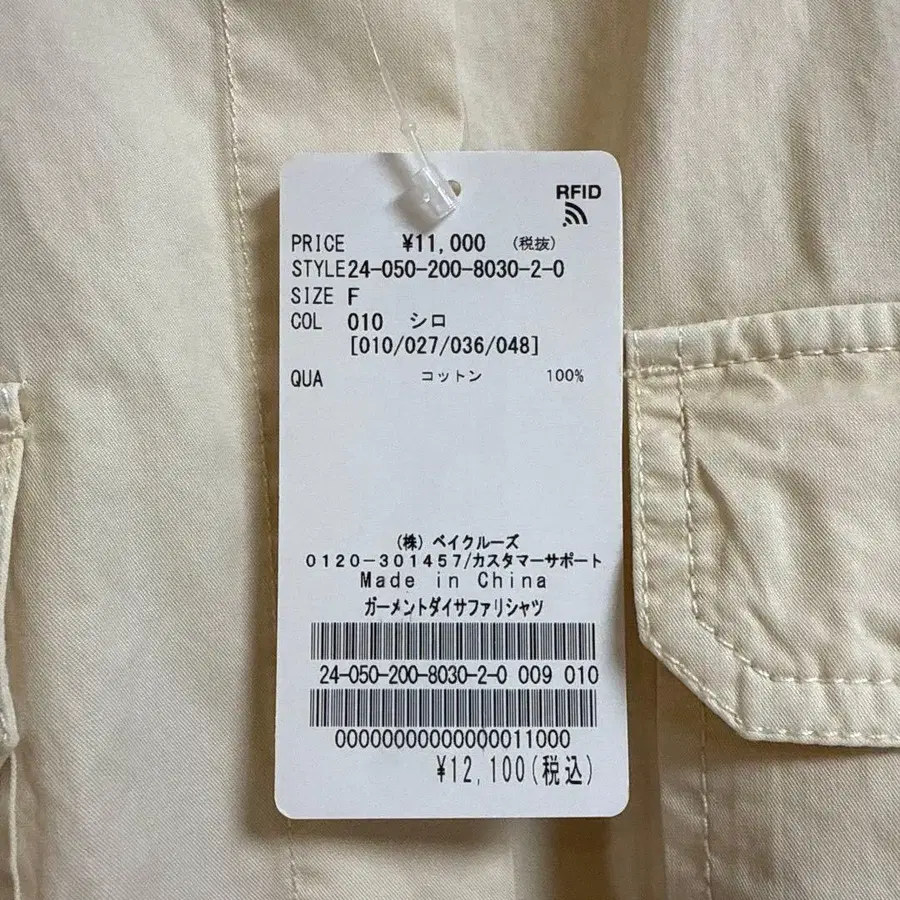 RFID
PRICE ¥11,000 (税抜)
STYLE 24-050-200-8030-2-0
SIZE F
COL 010 シロ
[010/027/036/048]
QUA コットン 100%
(株) ベイクルーズ
0120-301457/カスタマーサポート
Made in China
ガーメントダイサファリシャツ
24-050-200-8030-2-0 009 010
00000000000000011000
¥12,100(税込)